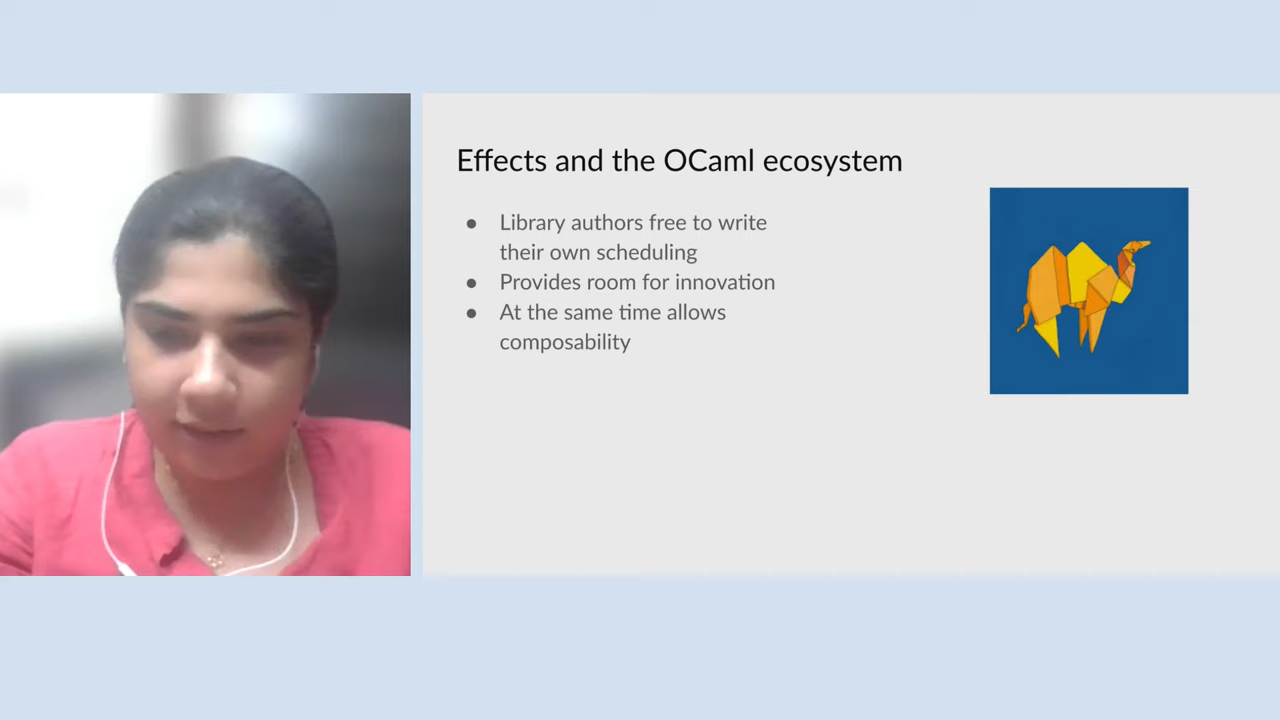 Effects and the OCaml ecosystem
● Library authors free to write
their own scheduling
● Provides room for innovation
● At the same time allows
composability